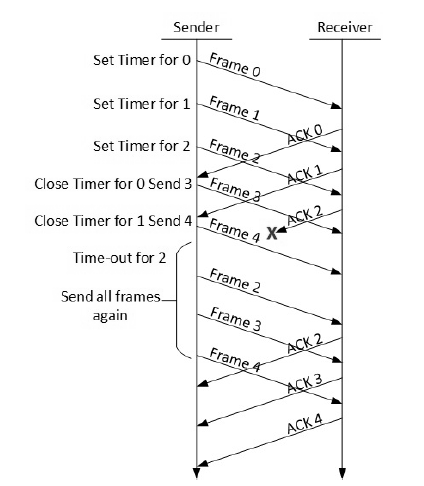 Sender
Receiver
Set Timer for 0
Frame 0
Set Timer for 1
Frame 1
ACK 0
Set Timer for 2
Frame 2
ACK 1
Close Timer for 0 Send 3
Frame 3
ACK 2
Close Timer for 1 Send 4
Frame 4
X
Time-out for 2
Frame 2
Send all frames
again
Frame 3
ACK 2
Frame 4
ACK 3
ACK 4